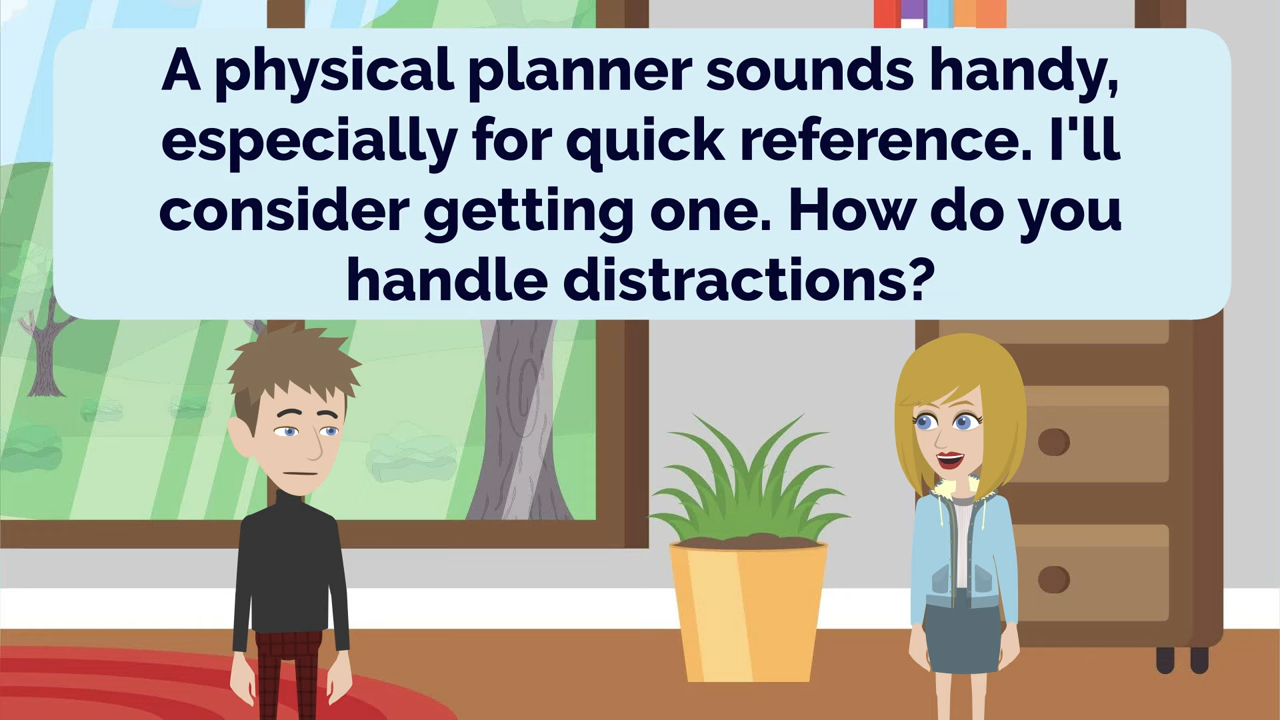 A physical planner sounds handy,
especially for quick reference. I'll
consider getting one. How do you
handle distractions?